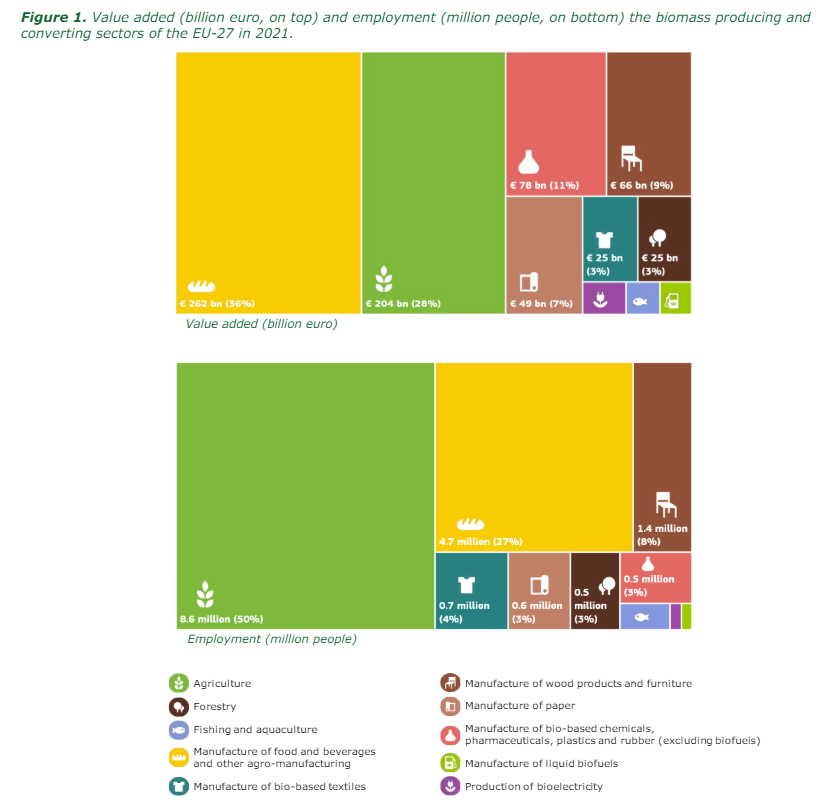 Figure 1. Value added (billion euro, on top) and employment (million people, on bottom) the biomass producing and
converting sectors of the EU-27 in 2021.
€ 78 bn (11%)
€ 66 bn (9%)
€ 25 bn
(3%)
€ 25 bn
(3%)
€ 262 bn (36%)
€ 204 bn (28%)
€ 49 bn (7%)
Value added (billion euro)
1.4 million
(8%)
4.7 million (27%)
0.5 million
(3%)
0.7 million
(4%)
0.6 million
(3%)
0.5
million
(3%)
8.6 million (50%)
Employment (million people)
Agriculture
Forestry
Fishing and aquaculture
Manufacture of food and beverages
and other agro-manufacturing
Manufacture of bio-based textiles
Manufacture of wood products and furniture
Manufacture of paper
Manufacture of bio-based chemicals,
pharmaceuticals, plastics and rubber (excluding biofuels)
Manufacture of liquid biofuels
Production of bioelectricity